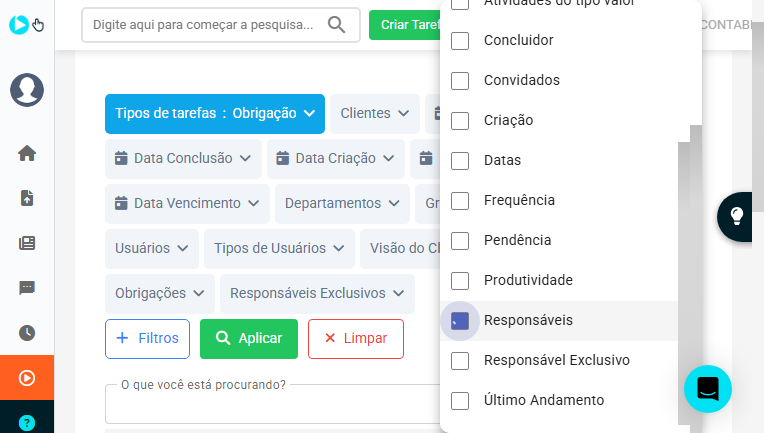 Digite aqui para começar a pesquisa...
Criar Taref
CONTABI
Tipos de tarefas : Obrigação
Clientes
Data Conclusão
Data Criação
Data Vencimento
Departamentos
Gr
Usuários
Tipos de Usuários
Visão do Cl
Obrigações
Responsáveis Exclusivos
+ Filtros
Aplicar
× Limpar
O que você está procurando?
Atividades do tipo valor
Concluidor
Convidados
Criação
Datas
Frequência
Pendência
Produtividade
Responsáveis
Responsável Exclusivo
Último Andamento